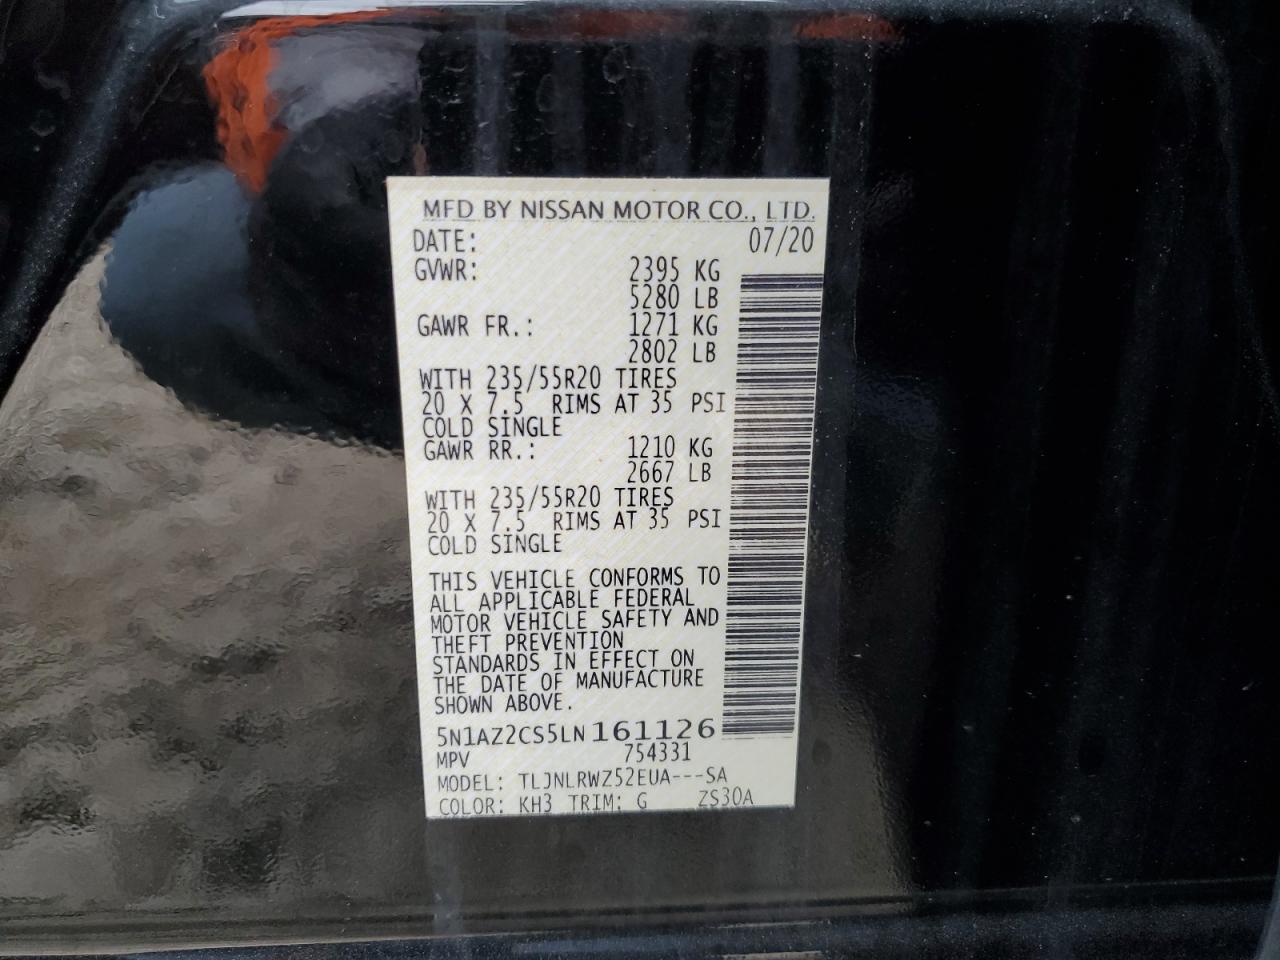 MFD BY NISSAN MOTOR CO., LTD.
DATE: 07/20
GVWR: 2395 KG
5280 LB
GAWR FR.: 1271 KG
2802 LB
WITH 235/55R20 TIRES
20 X 7.5 RIMS AT 35 PSI
COLD SINGLE
GAWR RR.: 1210 KG
2667 LB
WITH 235/55R20 TIRES
20 X 7.5 RIMS AT 35 PSI
COLD SINGLE
THIS VEHICLE CONFORMS TO
ALL APPLICABLE FEDERAL
MOTOR VEHICLE SAFETY AND
THEFT PREVENTION
STANDARDS IN EFFECT ON
THE DATE OF MANUFACTURE
SHOWN ABOVE.
5N1AZ2CS5LN161126
MPV 754331
MODEL: TLJNLRWZ52EUA---SA
COLOR: KH3 TRIM: G ZS30A